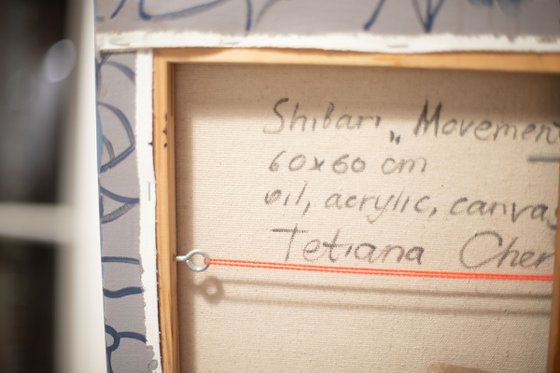 Shibari „ Movemen
60x60 cm
oil, acrylic, canva
Tetiana Cher